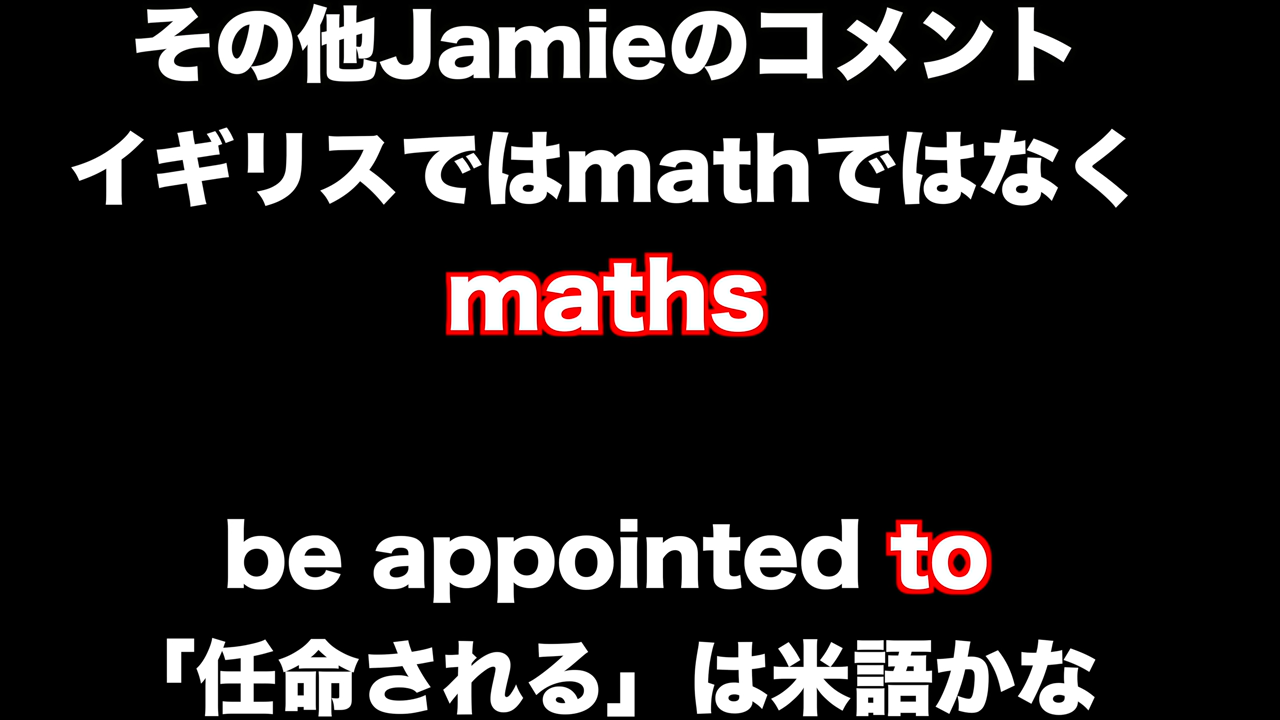 その他Jamieのコメント
イギリスではmathではなく
maths
be appointed to
「任命される」は米語かな